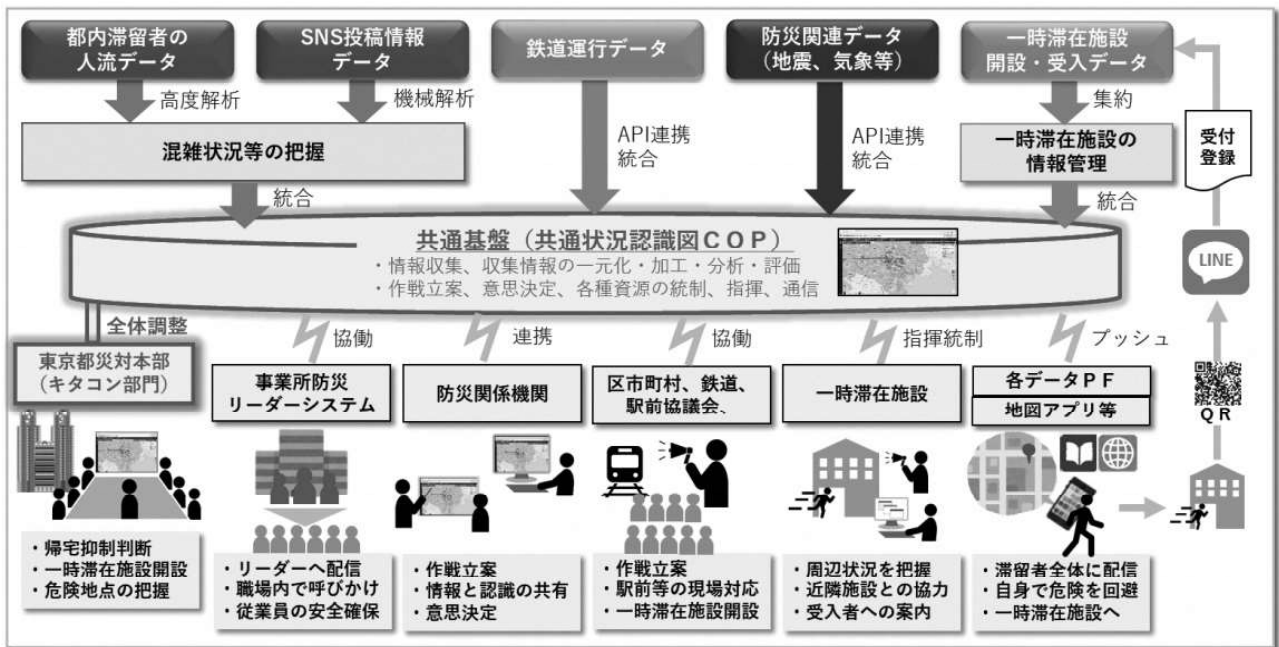 都内滞留者の
人流データ
SNS投稿情報
データ
鉄道運行データ
防災関連データ
(地震、気象等)
一時滞在施設
開設・受入データ
高度解析
機械解析
API連携
統合
API連携
統合
集約
混雑状況等の把握
一時滞在施設の
情報管理
受付
登録
統合
統合
共通基盤(共通状況認識図COP)
・情報収集、収集情報の一元化・加工・分析・評価
・作戦立案、意思決定、各種資源の統制、指揮、通信
LINE
全体調整
協働
連携
協働
指揮統制
プッシュ
東京都災対本部
(キタコン部門)
事業所防災
リーダーシステム
防災関係機関
区市町村、鉄道、
駅前協議会、
一時滞在施設
各データPF
地図アプリ等
QR
・帰宅抑制判断
・一時滞在施設開設
・危険地点の把握
・リーダーへ配信
・職場内で呼びかけ
・従業員の安全確保
・作戦立案
・情報と認識の共有
・意思決定
・作戦立案
・駅前等の現場対応
・一時滞在施設開設
・周辺状況を把握
・近隣施設との協力
・受入者への案内
・滞留者全体に配信
・自身で危険を回避
・一時滞在施設へ